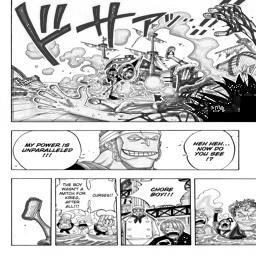 ドサァ
MY POWER IS
UNPARALLELED
!!!
HEH HEH...
NOW DO
YOU SEE
!?
THE BOY
WASN'T A
MATCH FOR
KRIEG,
AFTER
ALL!!
CURSES!!
CHORE
BOY!!!